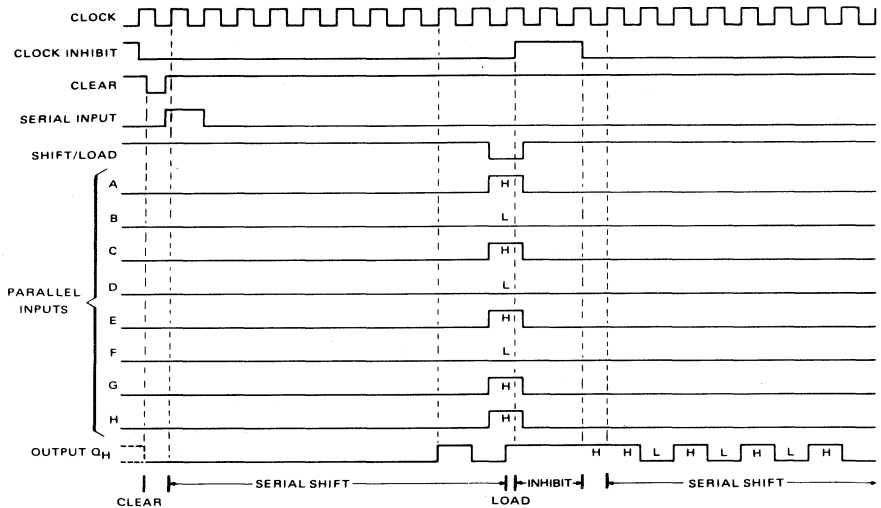 CLOCK
CLOCK INHIBIT
CLEAR
SERIAL INPUT
SHIFT/LOAD
A H
B L
C H
D L
PARALLEL
INPUTS
E H
F L
G H
H H
OUTPUT QH H H L H L H L H
SERIAL SHIFT INHIBIT SERIAL SHIFT
CLEAR LOAD